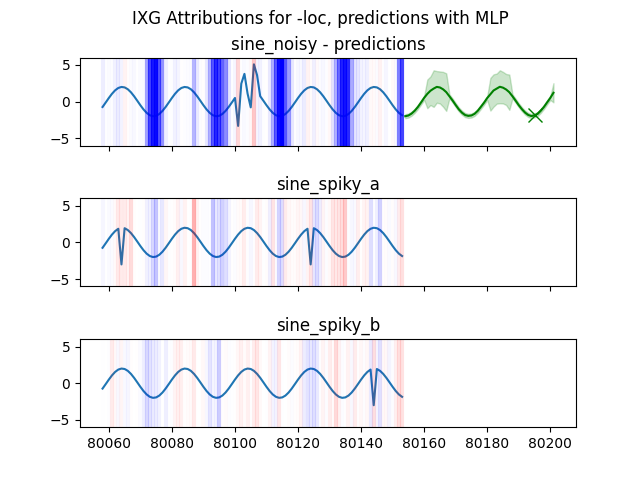 IXG Attributions for -loc, predictions with MLP
sine_noisy - predictions
5
0
−5
sine_spiky_a
5
0
−5
sine_spiky_b
5
0
−5
80060 80080 80100 80120 80140 80160 80180 80200